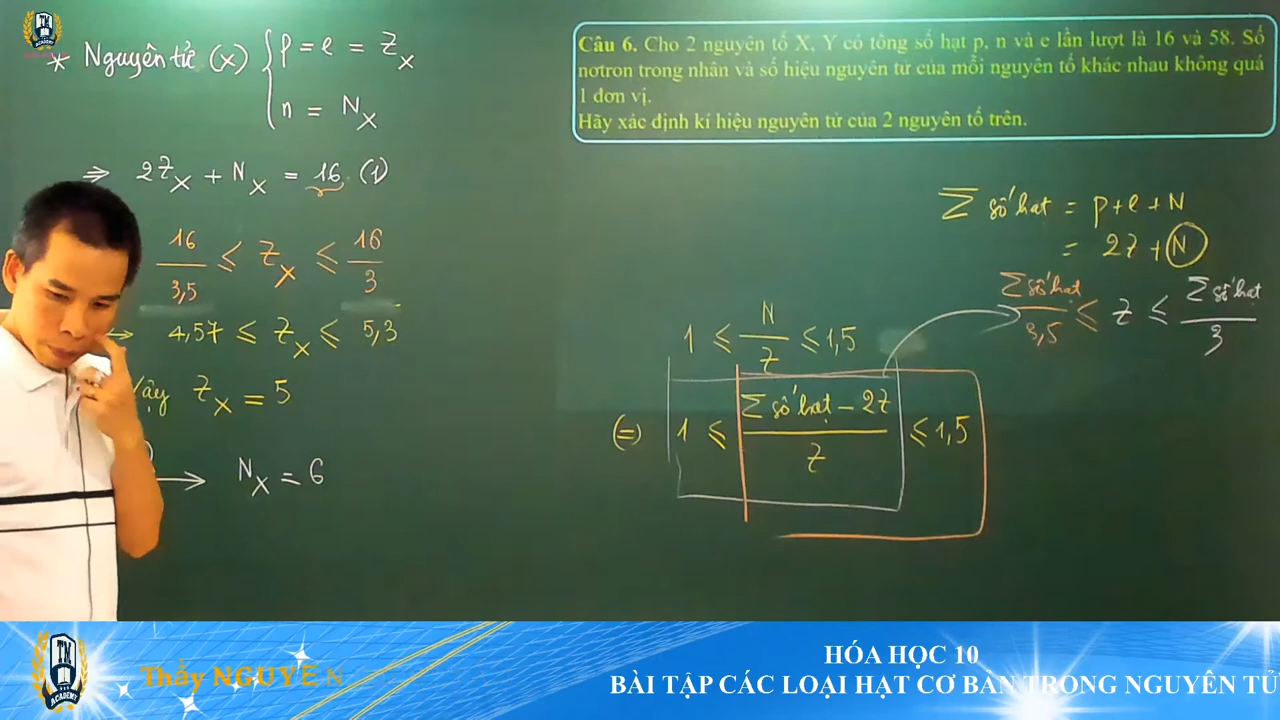 * Nguyên tử (X) { p = e = Z_X
n = N_X
⇒ 2Z_X + N_X = 16 (1)
16/3,5 ≤ Z_X ≤ 16/3
⇒ 4,57 ≤ Z_X ≤ 5,3
Vậy Z_X = 5
→ N_X = 6
Câu 6. Cho 2 nguyên tố X, Y có tổng số hạt p, n và e lần lượt là 16 và 58. Số
nơtron trong nhân và số hiệu nguyên tử của mỗi nguyên tố khác nhau không quá
1 đơn vị.
Hãy xác định kí hiệu nguyên tử của 2 nguyên tố trên.
Σ số hạt = p+e+N
= 2Z + N
Σ số hạt/3,5 ≤ Z ≤ Σ số hạt/3
1 ≤ N/Z ≤ 1,5
(=) 1 ≤ (Σ số hạt − 2Z)/Z ≤ 1,5
TK
ACADEMY
Thầy NGUYÊN
HÓA HỌC 10
BÀI TẬP CÁC LOẠI HẠT CƠ BẢN TRONG NGUYÊN TỬ